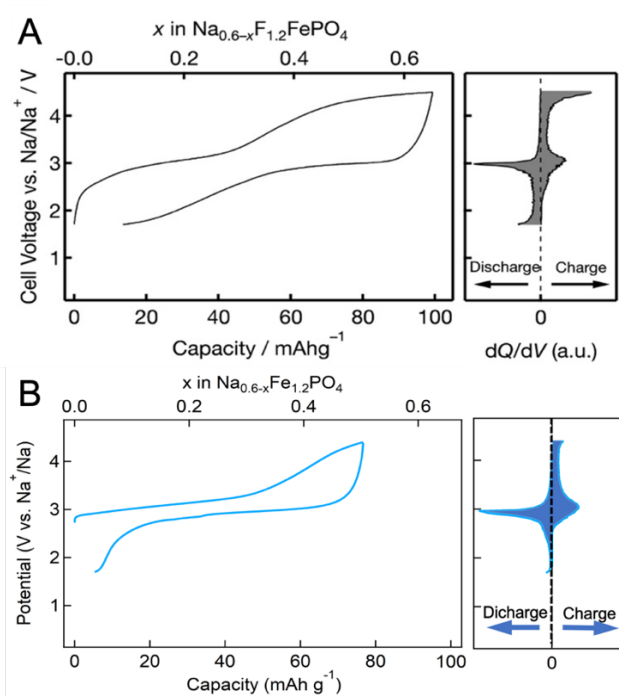 A
x in Na0.6–xF1.2FePO4
-0.0 0.2 0.4 0.6
Cell Voltage vs. Na/Na+ / V
4
3
2
1
0 20 40 60 80 100
Capacity / mAhg−1
Discharge Charge
0
dQ/dV (a.u.)
B
x in Na0.6-xFe1.2PO4
0.0 0.2 0.4 0.6
Potential (V vs. Na+/Na)
4
3
2
1
0 20 40 60 80 100
Capacity (mAh g-1)
Dicharge Charge
0